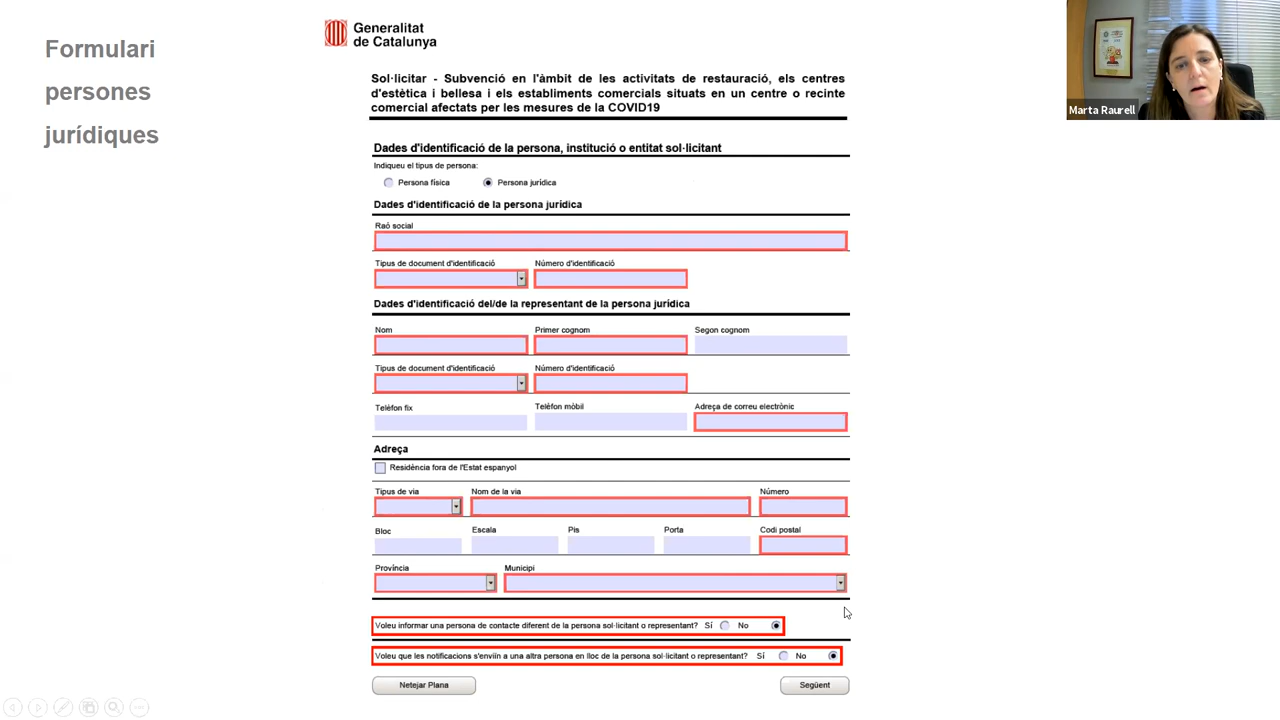 Formulari
persones
jurídiques
Generalitat
de Catalunya
Sol·licitar - Subvenció en l'àmbit de les activitats de restauració, els centres
d'estètica i bellesa i els establiments comercials situats en un centre o recinte
comercial afectats per les mesures de la COVID19
Dades d'identificació de la persona, institució o entitat sol·licitant
Indiqueu el tipus de persona:
Persona física Persona jurídica
Dades d'identificació de la persona jurídica
Raó social
Tipus de document d'identificació Número d'identificació
Dades d'identificació del/de la representant de la persona jurídica
Nom Primer cognom Segon cognom
Tipus de document d'identificació Número d'identificació
Telèfon fix Telèfon mòbil Adreça de correu electrònic
Adreça
Residència fora de l'Estat espanyol
Tipus de via Nom de la via Número
Bloc Escala Pis Porta Codi postal
Província Municipi
Voleu informar una persona de contacte diferent de la persona sol·licitant o representant? Sí No
Voleu que les notificacions s'enviïn a una altra persona en lloc de la persona sol·licitant o representant? Sí No
Netejar Plana Següent
Marta Raurell